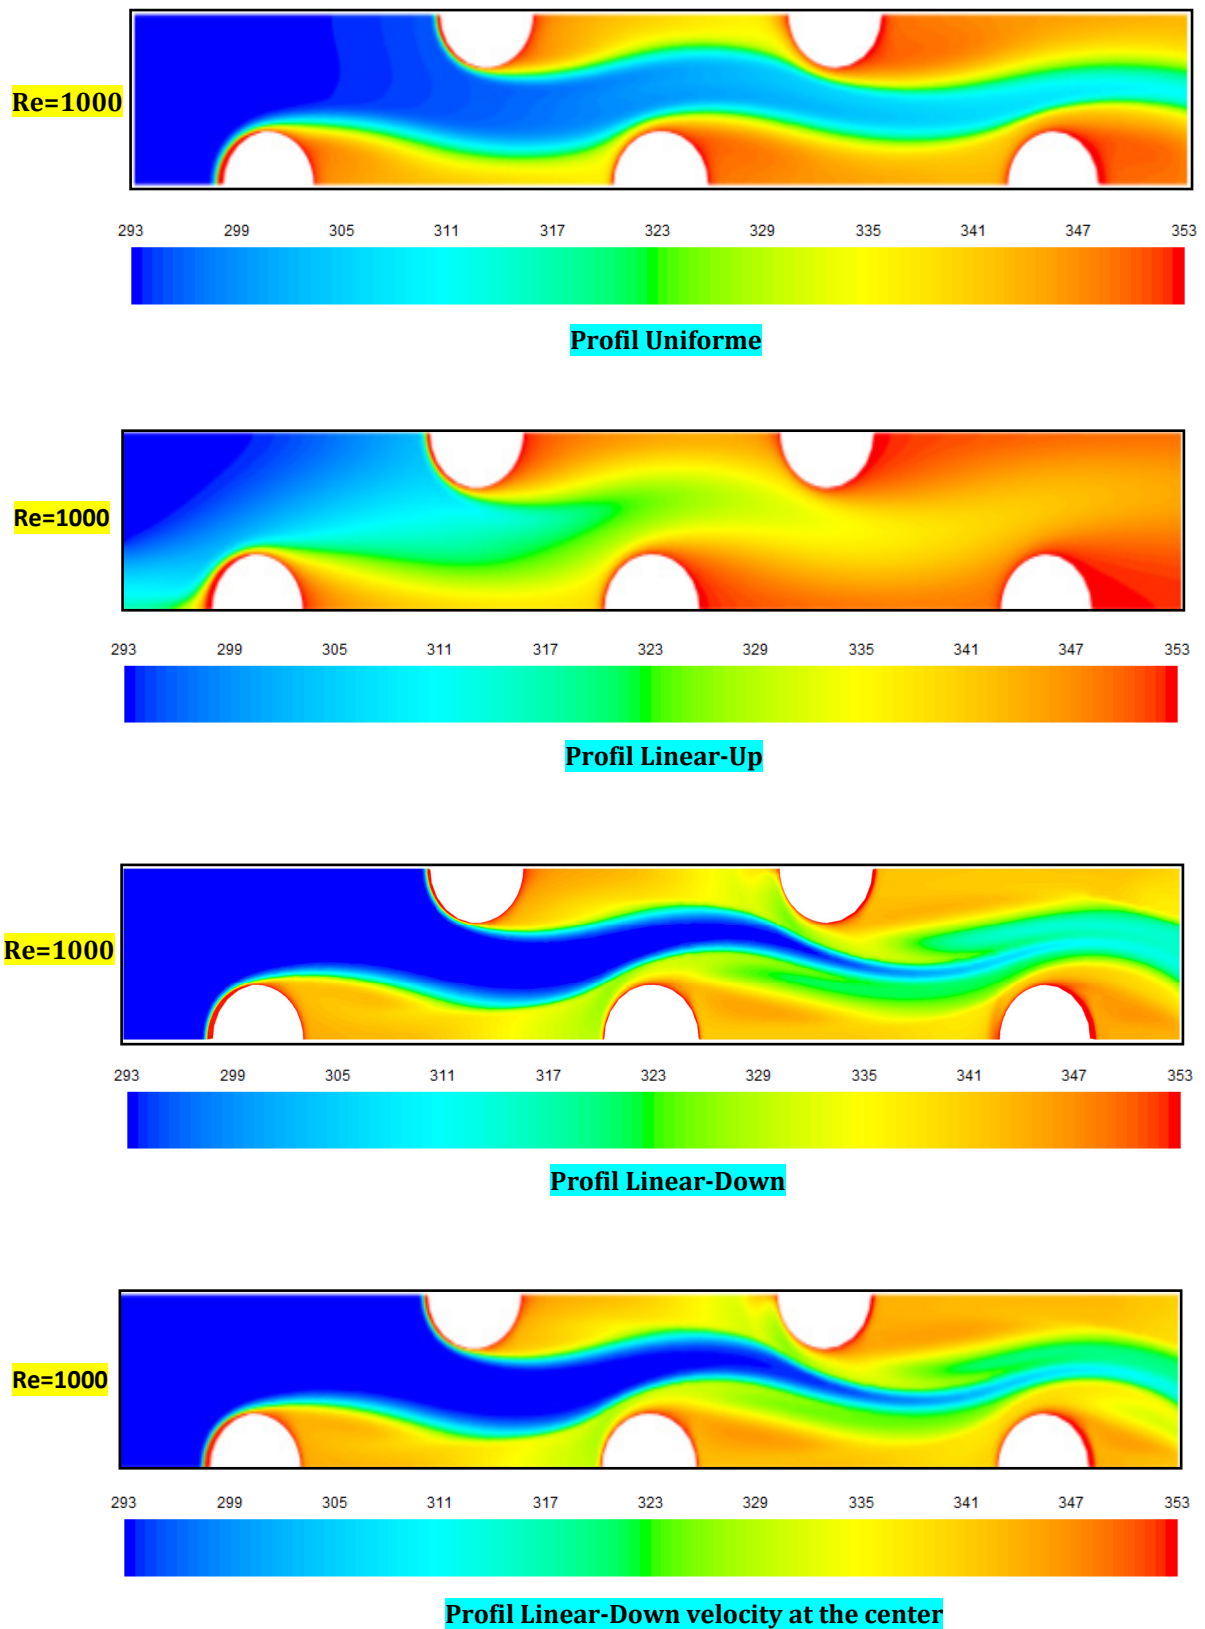 Re=1000
293 299 305 311 317 323 329 335 341 347 353
Profil Uniforme
Re=1000
293 299 305 311 317 323 329 335 341 347 353
Profil Linear-Up
Re=1000
293 299 305 311 317 323 329 335 341 347 353
Profil Linear-Down
Re=1000
293 299 305 311 317 323 329 335 341 347 353
Profil Linear-Down velocity at the center